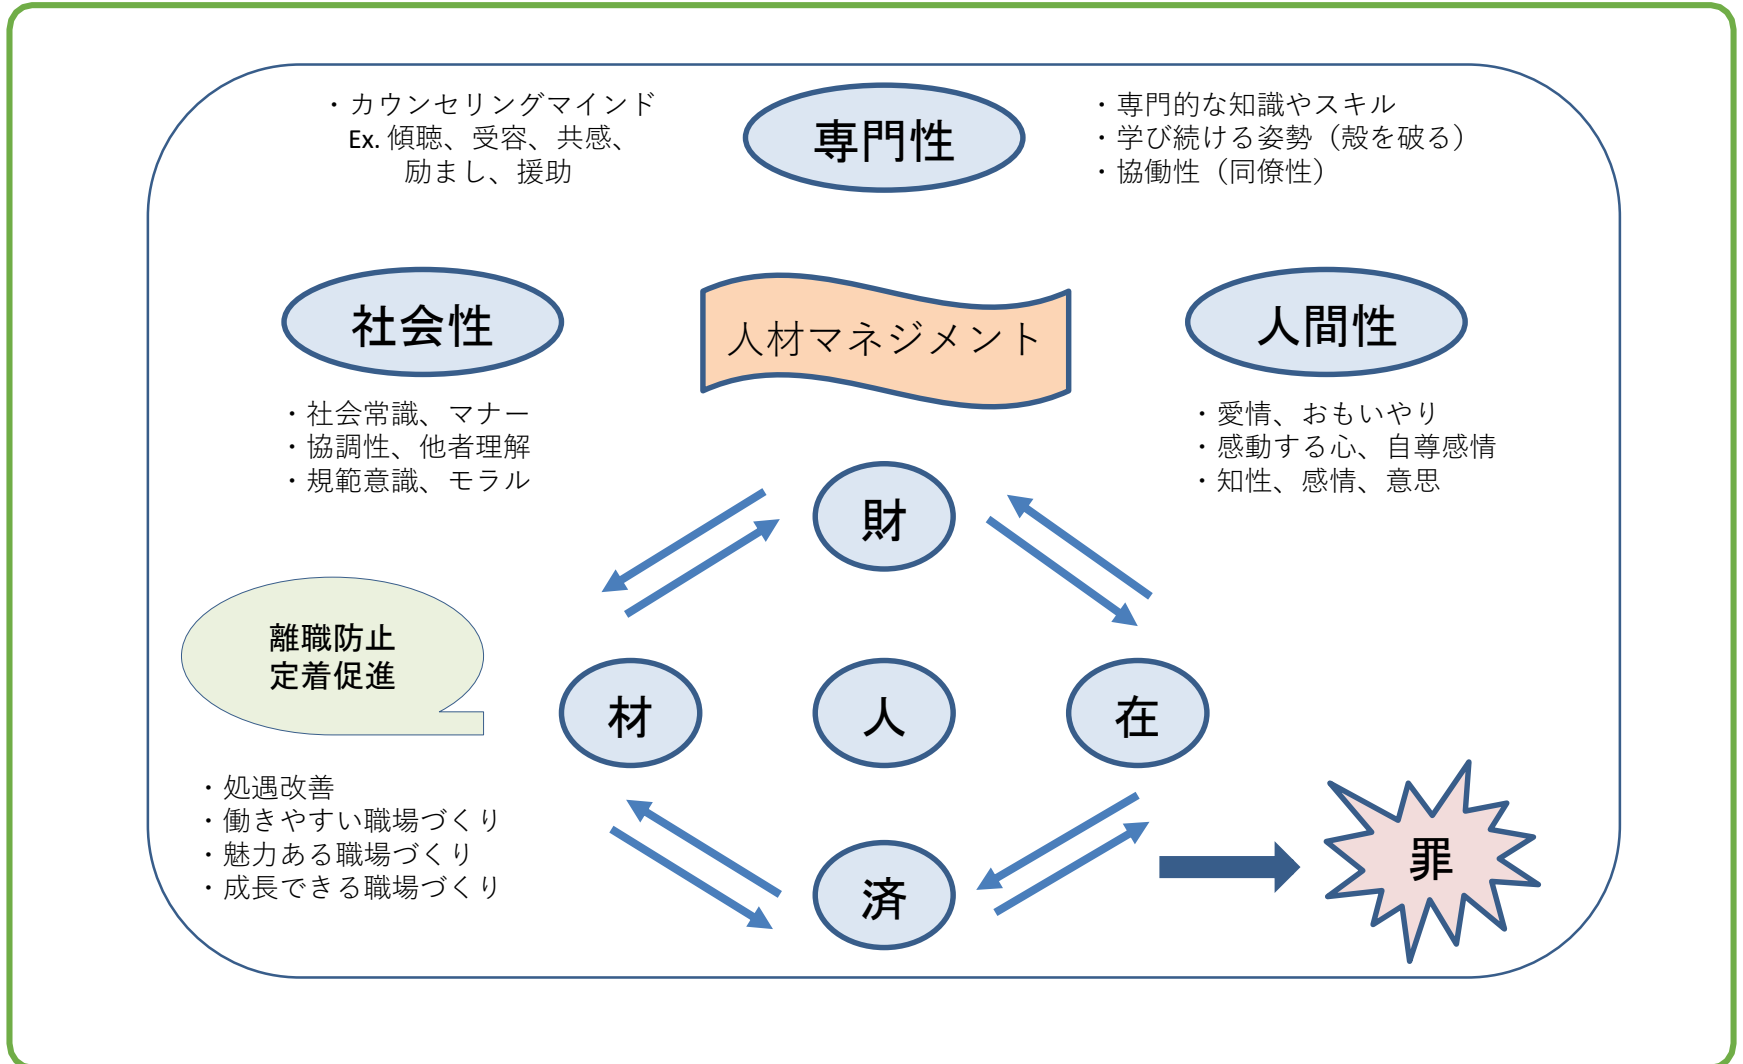 ・カウンセリングマインド
Ex. 傾聴、受容、共感、
励まし、援助
専門性
・専門的な知識やスキル
・学び続ける姿勢（殻を破る）
・協働性（同僚性）
社会性
人材マネジメント
人間性
・社会常識、マナー
・協調性、他者理解
・規範意識、モラル
・愛情、おもいやり
・感動する心、自尊感情
・知性、感情、意思
財
離職防止
定着促進
材
人
在
・処遇改善
・働きやすい職場づくり
・魅力ある職場づくり
・成長できる職場づくり
済
罪